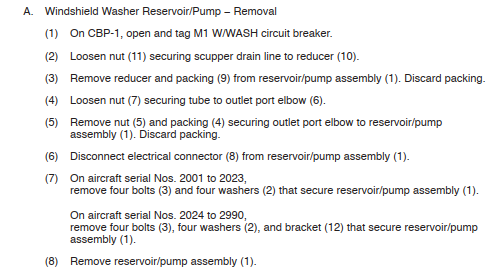 A. Windshield Washer Reservoir/Pump – Removal
(1) On CBP-1, open and tag M1 W/WASH circuit breaker.
(2) Loosen nut (11) securing scupper drain line to reducer (10).
(3) Remove reducer and packing (9) from reservoir/pump assembly (1). Discard packing.
(4) Loosen nut (7) securing tube to outlet port elbow (6).
(5) Remove nut (5) and packing (4) securing outlet port elbow to reservoir/pump
assembly (1). Discard packing.
(6) Disconnect electrical connector (8) from reservoir/pump assembly (1).
(7) On aircraft serial Nos. 2001 to 2023,
remove four bolts (3) and four washers (2) that secure reservoir/pump assembly (1).
On aircraft serial Nos. 2024 to 2990,
remove four bolts (3), four washers (2), and bracket (12) that secure reservoir/pump
assembly (1).
(8) Remove reservoir/pump assembly (1).